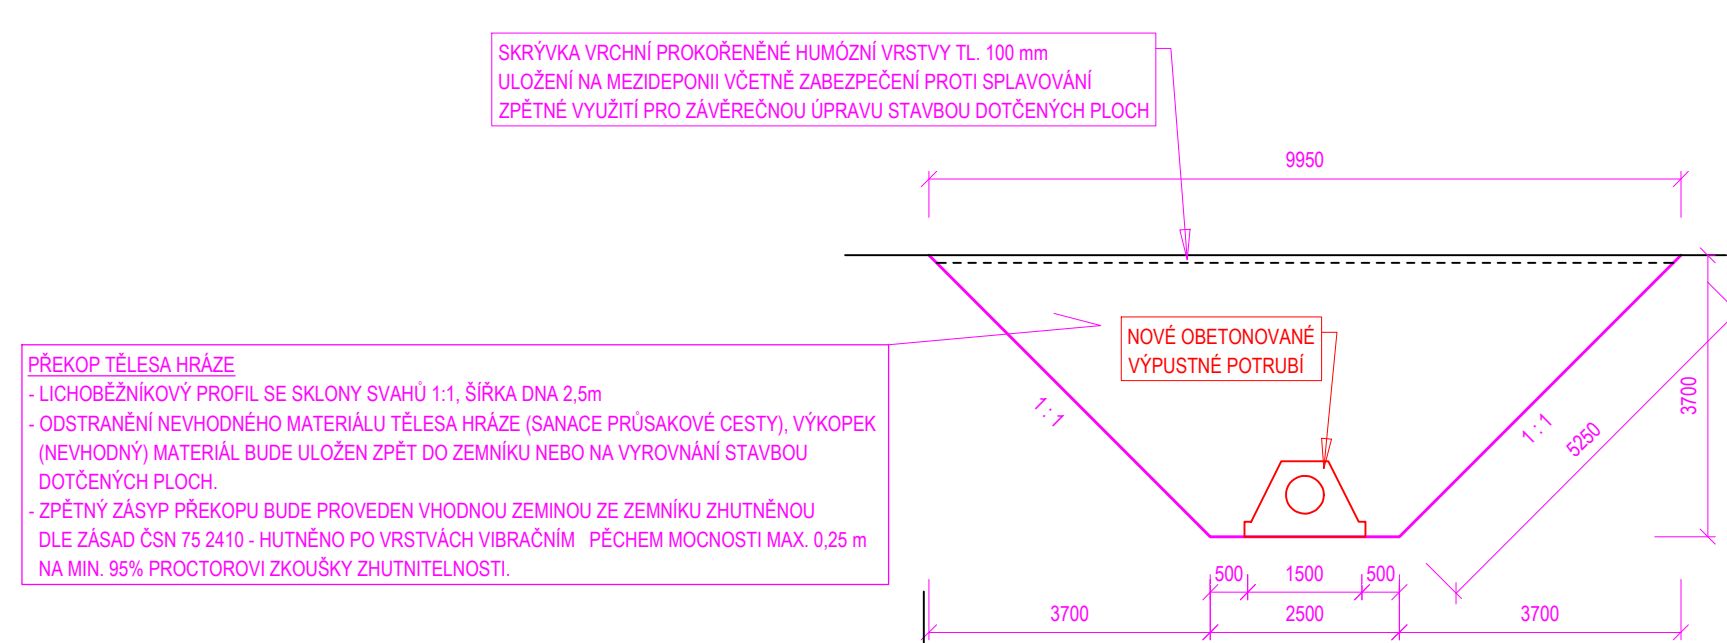 SKRÝVKA VRCHNÍ PROKOŘENĚNÉ HUMÓZNÍ VRSTVY TL. 100 mm
ULOŽENÍ NA MEZIDEPONII VČETNĚ ZABEZPEČENÍ PROTI SPLAVOVÁNÍ
ZPĚTNÉ VYUŽITÍ PRO ZÁVĚREČNOU ÚPRAVU STAVBOU DOTČENÝCH PLOCH
9950
NOVÉ OBETONOVANÉ
VÝPUSTNÉ POTRUBÍ
PŘEKOP TĚLESA HRÁZE
- LICHOBĚŽNÍKOVÝ PROFIL SE SKLONY SVAHŮ 1:1, ŠÍŘKA DNA 2,5m
- ODSTRANĚNÍ NEVHODNÉHO MATERIÁLU TĚLESA HRÁZE (SANACE PRŮSAKOVÉ CESTY), VÝKOPEK
(NEVHODNÝ) MATERIÁL BUDE ULOŽEN ZPĚT DO ZEMNÍKU NEBO NA VYROVNÁNÍ STAVBOU
DOTČENÝCH PLOCH.
- ZPĚTNÝ ZÁSYP PŘEKOPU BUDE PROVEDEN VHODNOU ZEMINOU ZE ZEMNÍKU ZHUTNĚNOU
DLE ZÁSAD ČSN 75 2410 - HUTNĚNO PO VRSTVÁCH VIBRAČNÍM PĚCHEM MOCNOSTI MAX. 0,25 m
NA MIN. 95% PROCTOROVI ZKOUŠKY ZHUTNITELNOSTI.
1:1
1:1
5250
3700
500
1500
500
3700
2500
3700